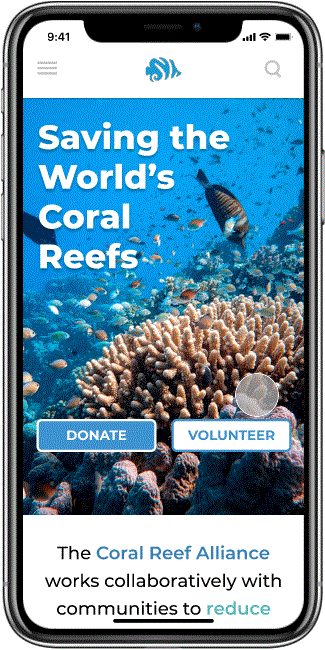 9:41
Saving the
World's
Coral
Reefs
DONATE VOLUNTEER
The Coral Reef Alliance
works collaboratively with
communities to reduce